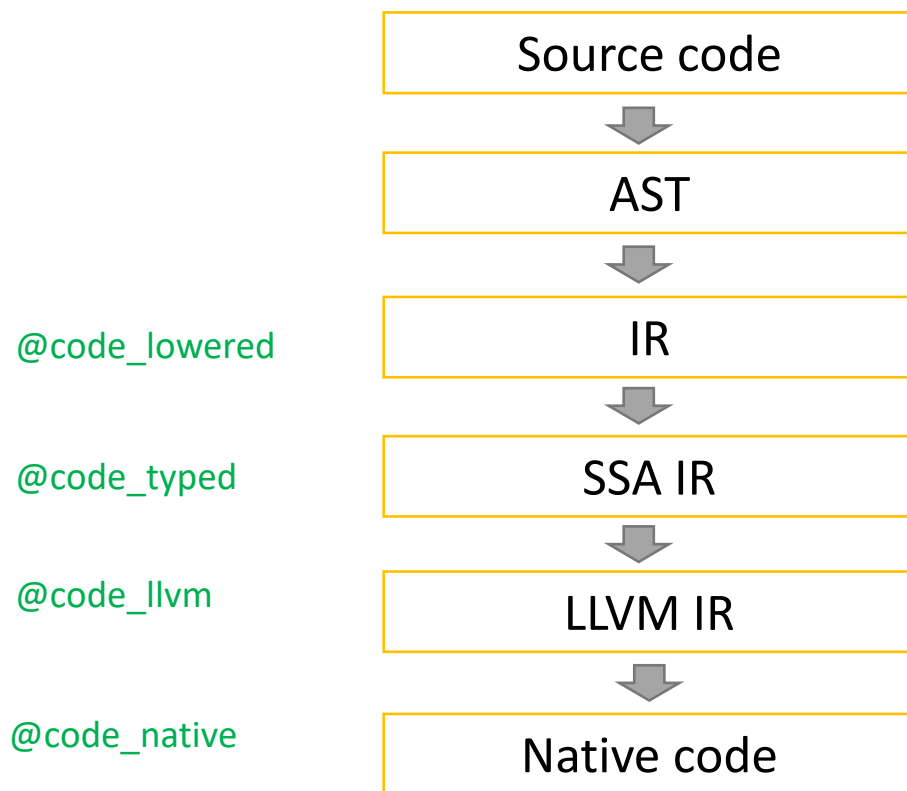 Source code
AST
@code_lowered
IR
@code_typed
SSA IR
@code_llvm
LLVM IR
@code_native
Native code